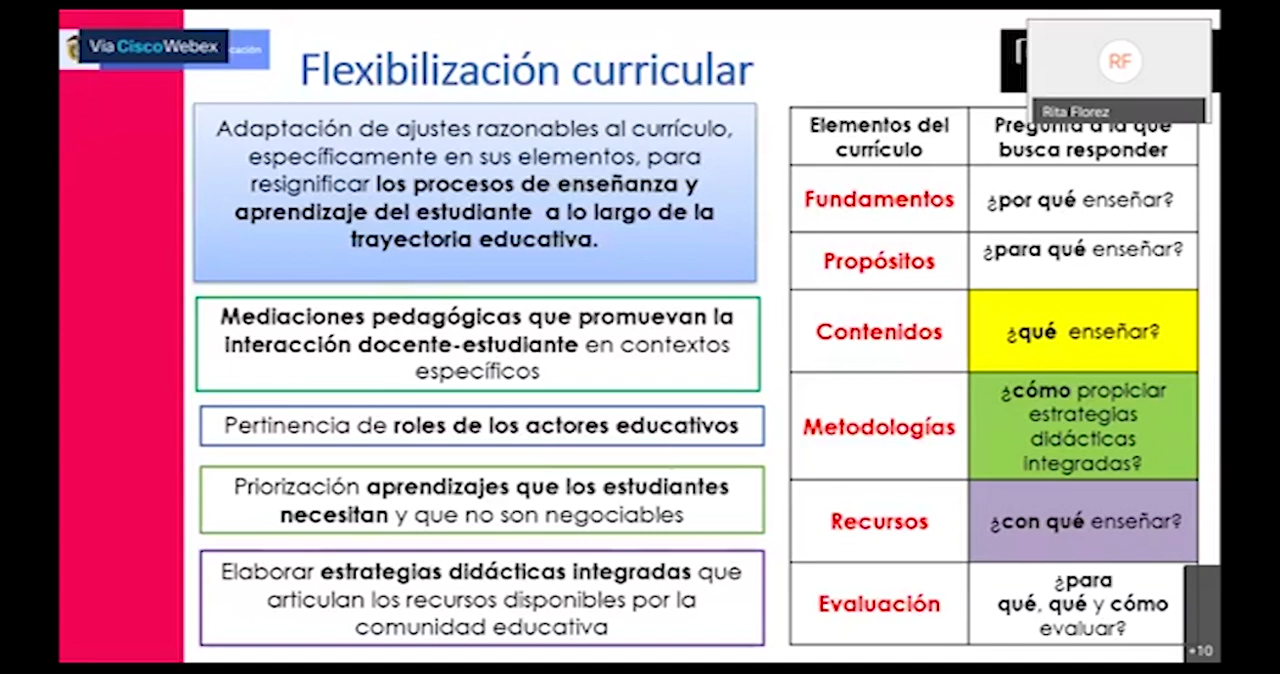 Vía CiscoWebex
cación
Flexibilización curricular
RF
Rita Florez
Adaptación de ajustes razonables al currículo,
específicamente en sus elementos, para
resignificar los procesos de enseñanza y
aprendizaje del estudiante a lo largo de la
trayectoria educativa.
Mediaciones pedagógicas que promuevan la
interacción docente-estudiante en contextos
específicos
Pertinencia de roles de los actores educativos
Priorización aprendizajes que los estudiantes
necesitan y que no son negociables
Elaborar estrategias didácticas integradas que
articulan los recursos disponibles por la
comunidad educativa
Elementos del
currículo
Pregunta a la que
busca responder
Fundamentos
¿por qué enseñar?
Propósitos
¿para qué enseñar?
Contenidos
¿qué enseñar?
Metodologías
¿cómo propiciar
estrategias
didácticas
integradas?
Recursos
¿con qué enseñar?
Evaluación
¿para
qué, qué y cómo
evaluar?
+10